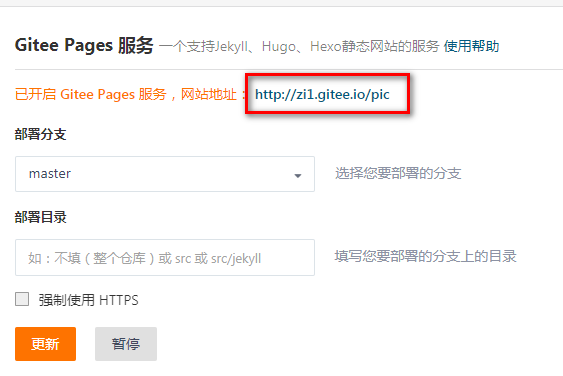 Gitee Pages 服务 一个支持Jekyll、Hugo、Hexo静态网站的服务 使用帮助
已开启 Gitee Pages 服务，网站地址： http://zi1.gitee.io/pic
部署分支
master 选择您要部署的分支
部署目录
如：不填（整个仓库）或 src 或 src/jekyll 填写您要部署的分支上的目录
强制使用 HTTPS
更新 暂停